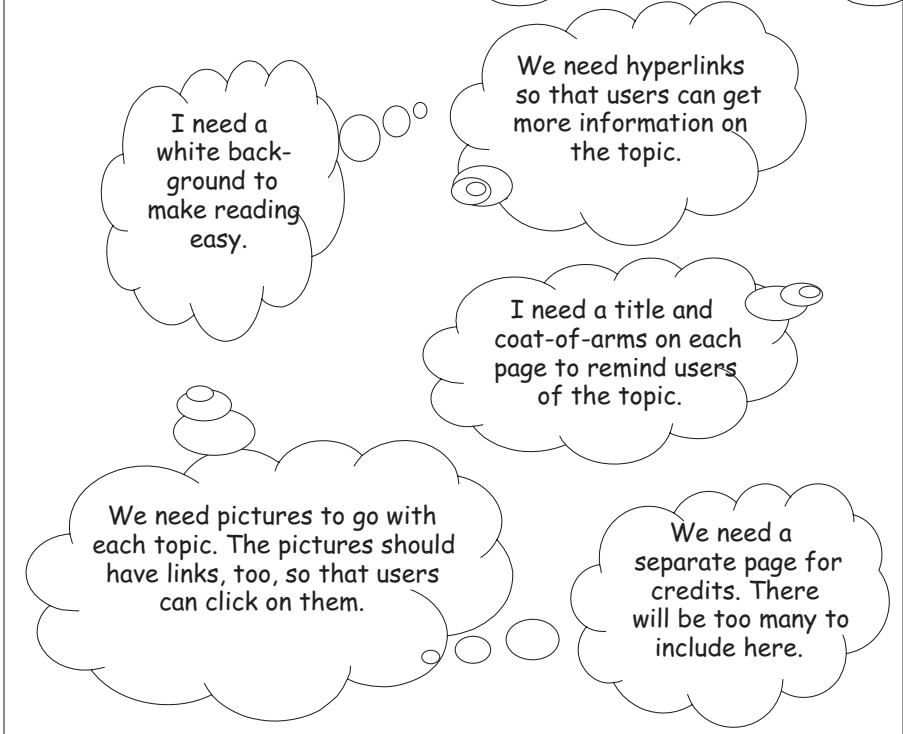 I need a
white back-
ground to
make reading
easy.
We need hyperlinks
so that users can get
more information on
the topic.
I need a title and
coat-of-arms on each
page to remind users
of the topic.
We need pictures to go with
each topic. The pictures should
have links, too, so that users
can click on them.
We need a
separate page for
credits. There
will be too many to
include here.